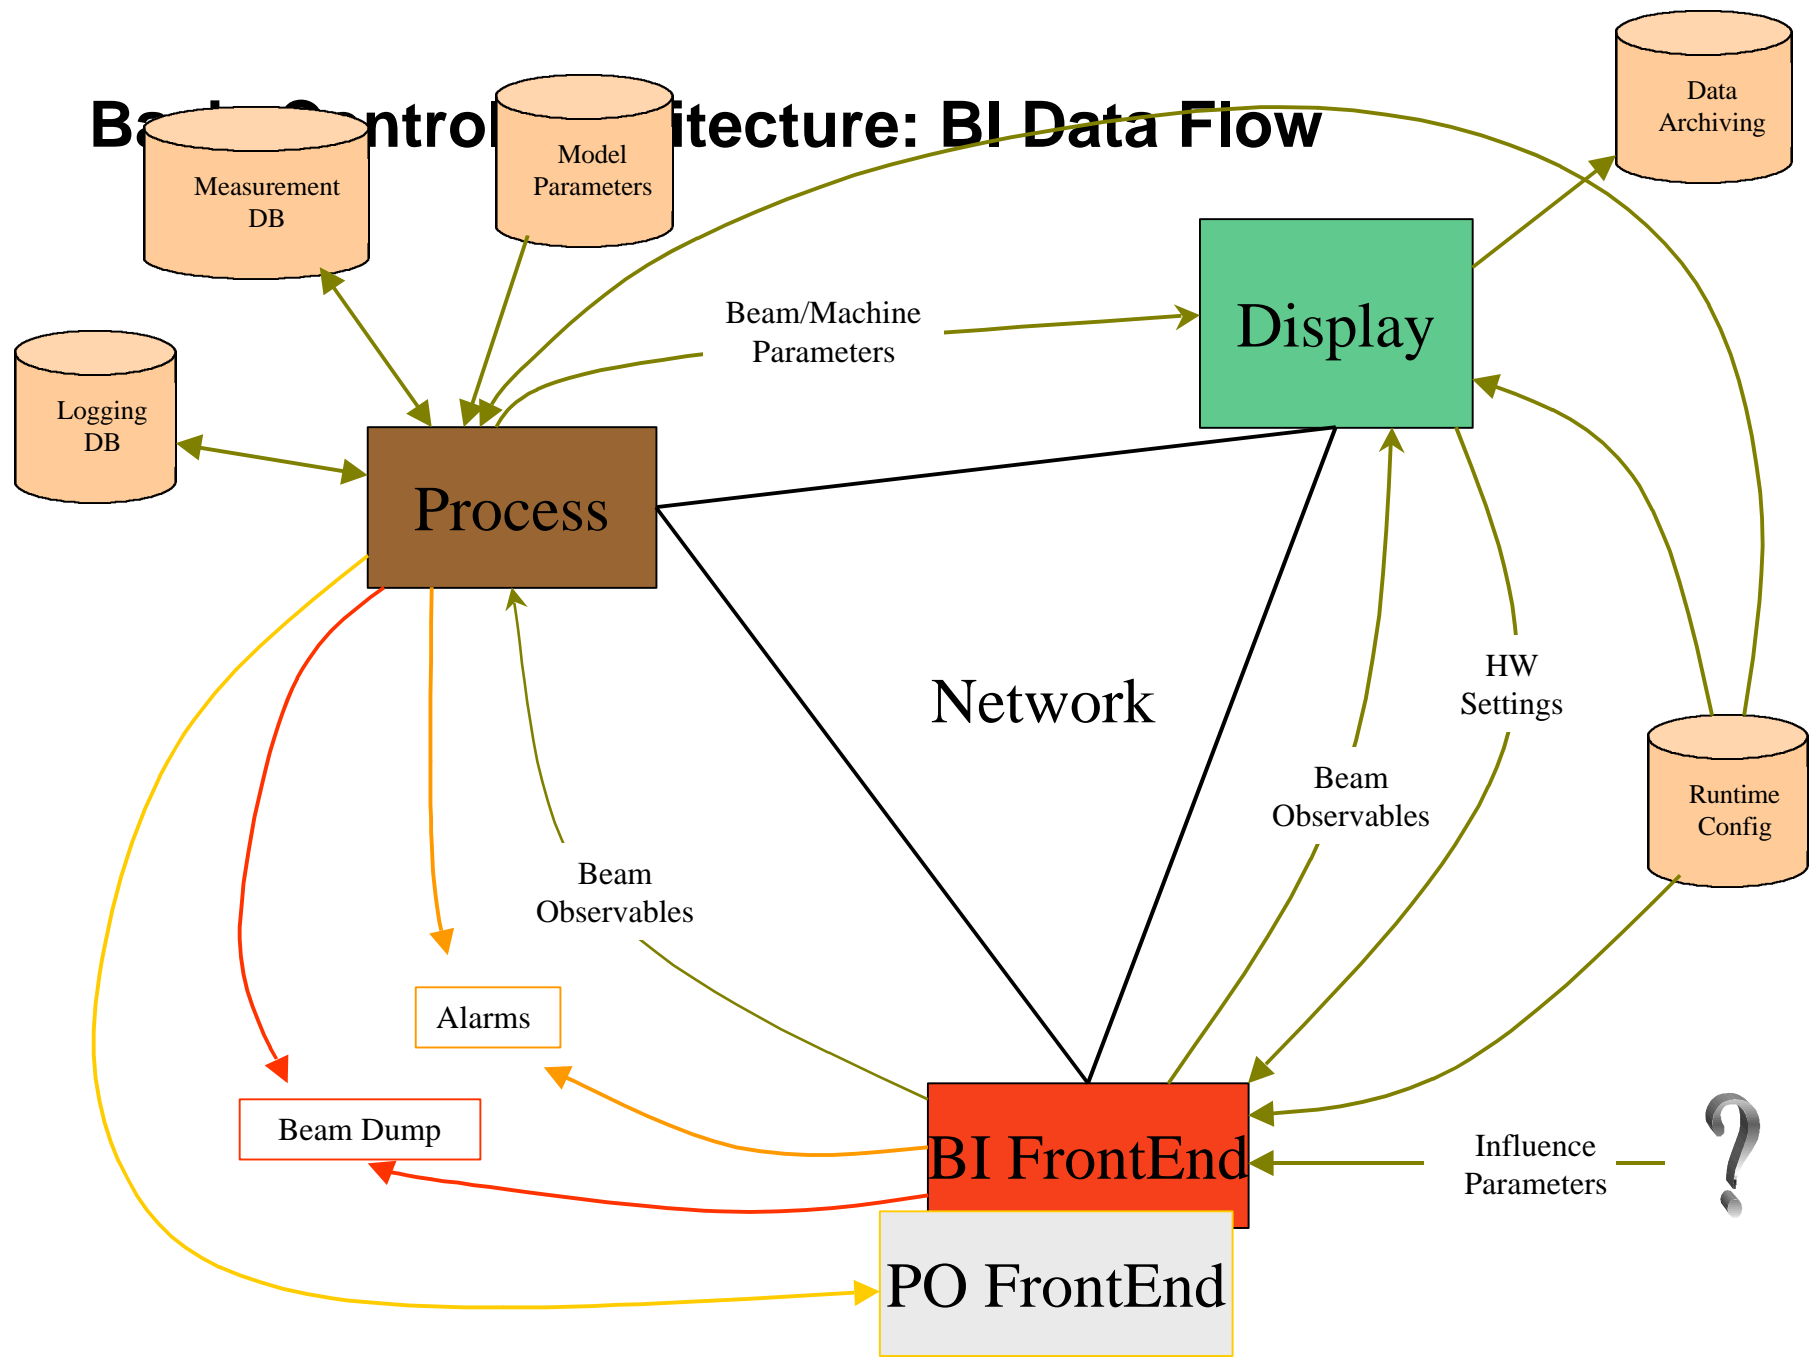 Ba Contro itecture: BI Data Flow
Data
Archiving
Model
Parameters
Measurement
DB
Beam/Machine
Parameters
Display
Logging
DB
Process
HW
Settings
Network
Beam
Observables
Runtime
Config
Beam
Observables
Alarms
Beam Dump
BI FrontEnd
Influence
Parameters
?
PO FrontEnd